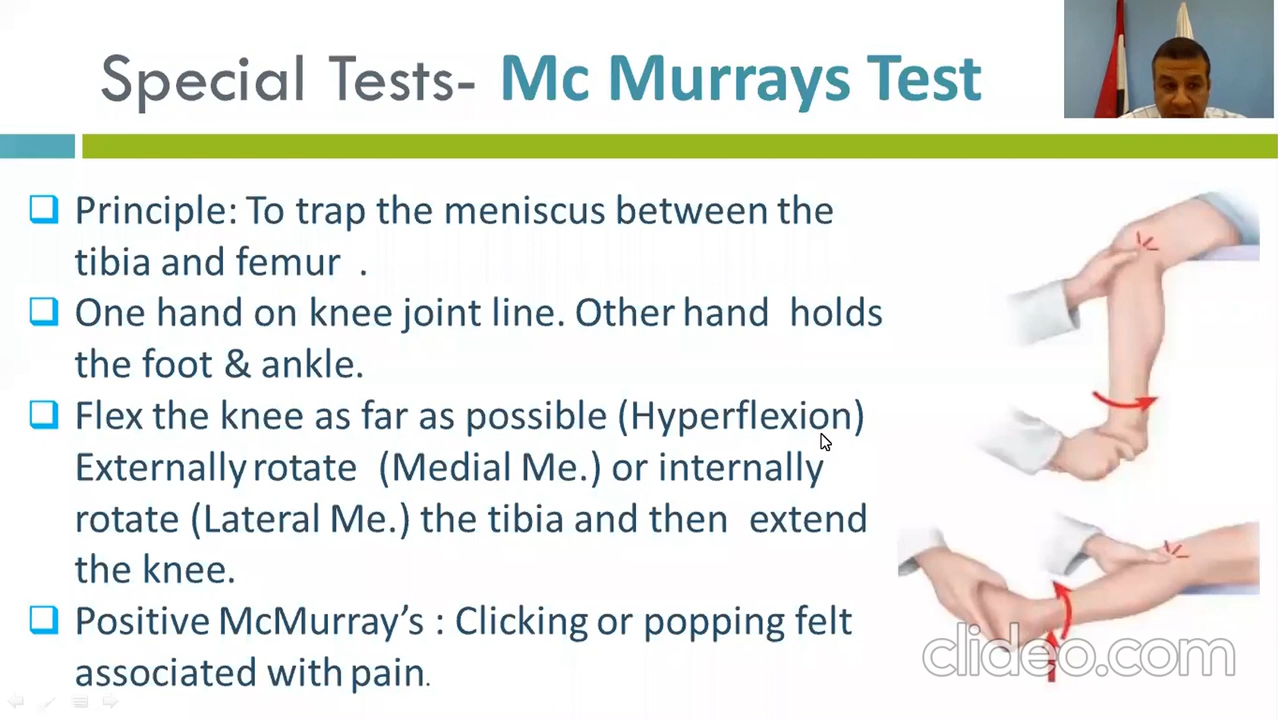 Special Tests- Mc Murrays Test
Principle: To trap the meniscus between the
tibia and femur .
One hand on knee joint line. Other hand holds
the foot & ankle.
Flex the knee as far as possible (Hyperflexion)
Externally rotate (Medial Me.) or internally
rotate (Lateral Me.) the tibia and then extend
the knee.
Positive McMurray’s : Clicking or popping felt
associated with pain.
clideo.com